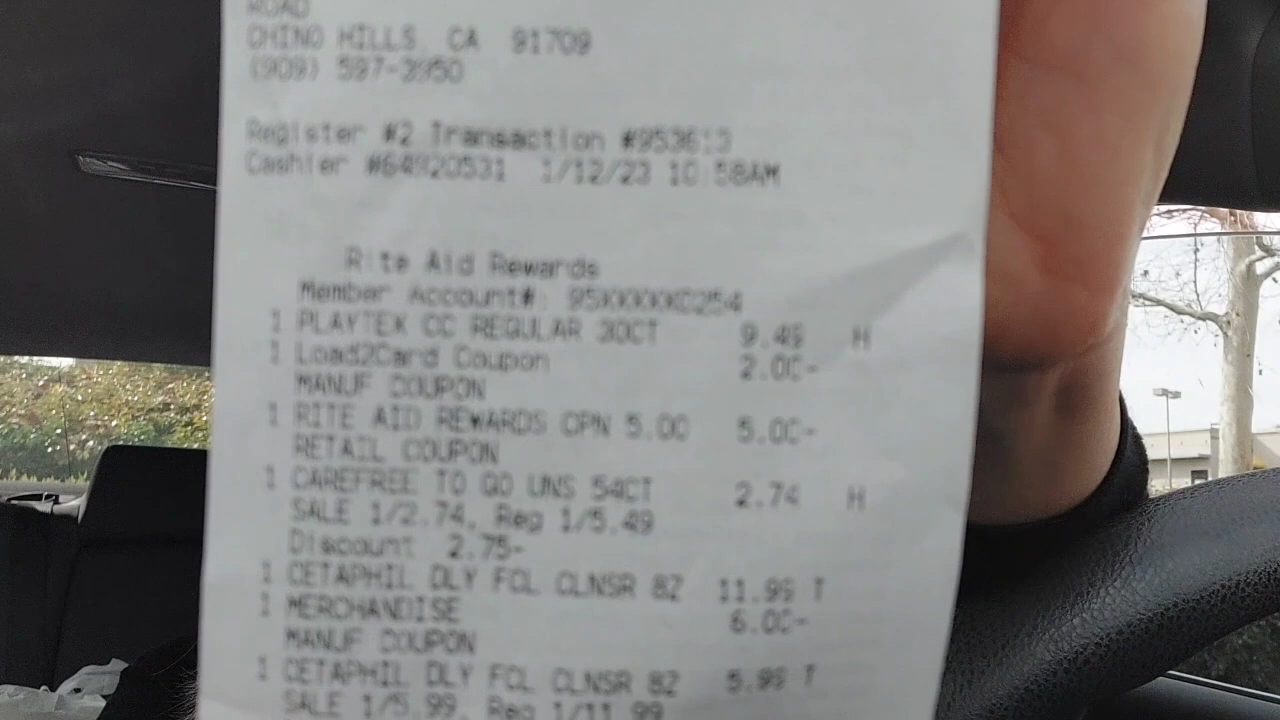 ROAD
CHINO HILLS, CA 91709
(909) 597-3950
Register #2 Transaction #953613
Cashier #64920531 1/12/23 10:58AM
Rite Aid Rewards
Member Account#: 95XXXXXX0254
1 PLAYTEX CC REGULAR 30CT 9.49 H
1 Load2Card Coupon 2.00-
MANUF COUPON
1 RITE AID REWARDS CPN 5.00 5.00-
RETAIL COUPON
1 CAREFREE TO GO UNS 54CT 2.74 H
SALE 1/2.74, Reg 1/5.49
Discount 2.75-
1 CETAPHIL DLY FCL CLNSR 8Z 11.99 T
1 MERCHANDISE 6.00-
MANUF COUPON
1 CETAPHIL DLY FCL CLNSR 8Z 5.99 T
SALE 1/5.99, Reg 1/11.99